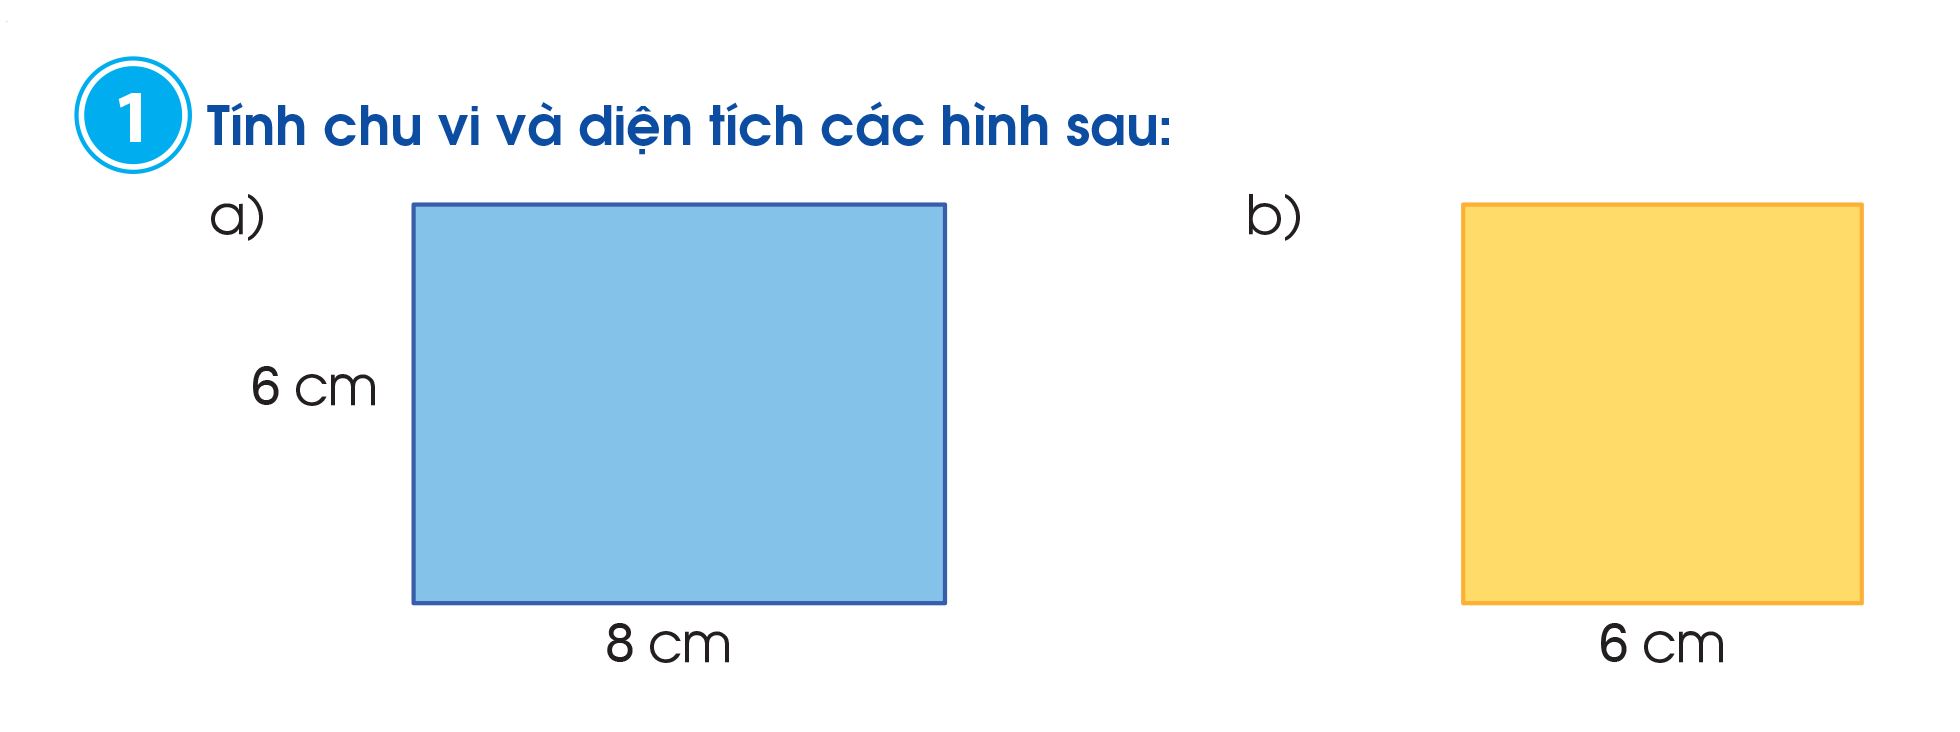 1 Tính chu vi và diện tích các hình sau:
a) b)
6 cm
8 cm 6 cm